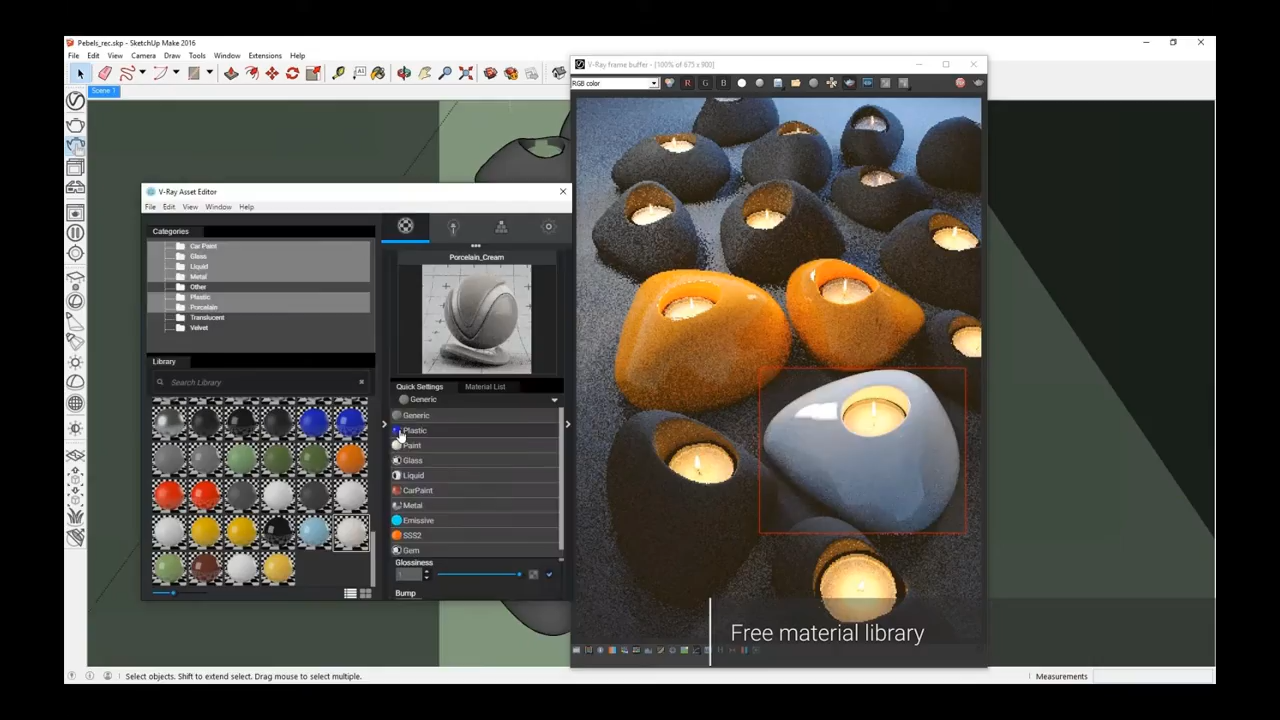 Pebels_rec.skp - SketchUp Make 2016
File Edit View Camera Draw Tools Window Extensions Help
Scene 1
V-Ray frame buffer - [100% of 675 x 900]
RGB color
R G B
V-Ray Asset Editor
File Edit View Window Help
Categories
Car Paint
Glass
Liquid
Metal
Other
Plastic
Porcelain
Translucent
Velvet
Library
Search Library
Porcelain_Cream
Quick Settings Material List
Generic
Generic
Plastic
Paint
Glass
Liquid
CarPaint
Metal
Emissive
SSS2
Gem
Glossiness
1
Bump
Free material library
Select objects. Shift to extend select. Drag mouse to select multiple.
Measurements